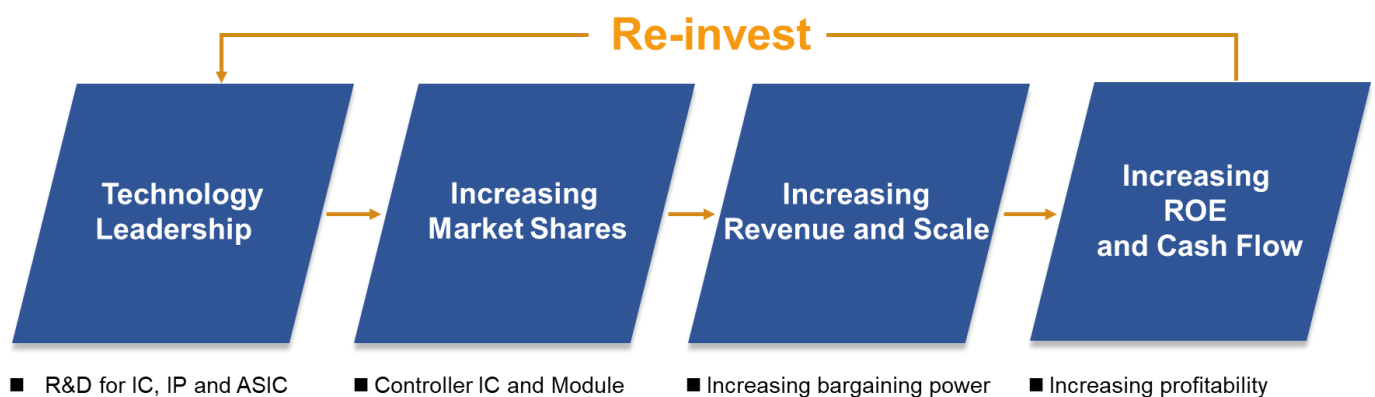 Re-invest
Technology
Leadership
Increasing
Market Shares
Increasing
Revenue and Scale
Increasing
ROE
and Cash Flow
■ R&D for IC, IP and ASIC
■ Controller IC and Module
■ Increasing bargaining power
■ Increasing profitability